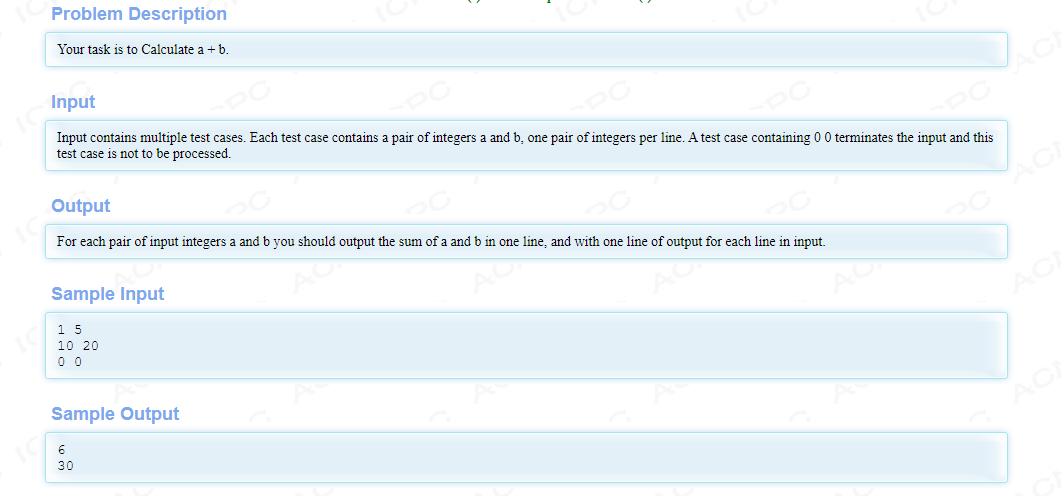 Problem Description
Your task is to Calculate a + b.
Input
Input contains multiple test cases. Each test case contains a pair of integers a and b, one pair of integers per line. A test case containing 0 0 terminates the input and this
test case is not to be processed.
Output
For each pair of input integers a and b you should output the sum of a and b in one line, and with one line of output for each line in input.
Sample Input
1 5
10 20
0 0
Sample Output
6
30